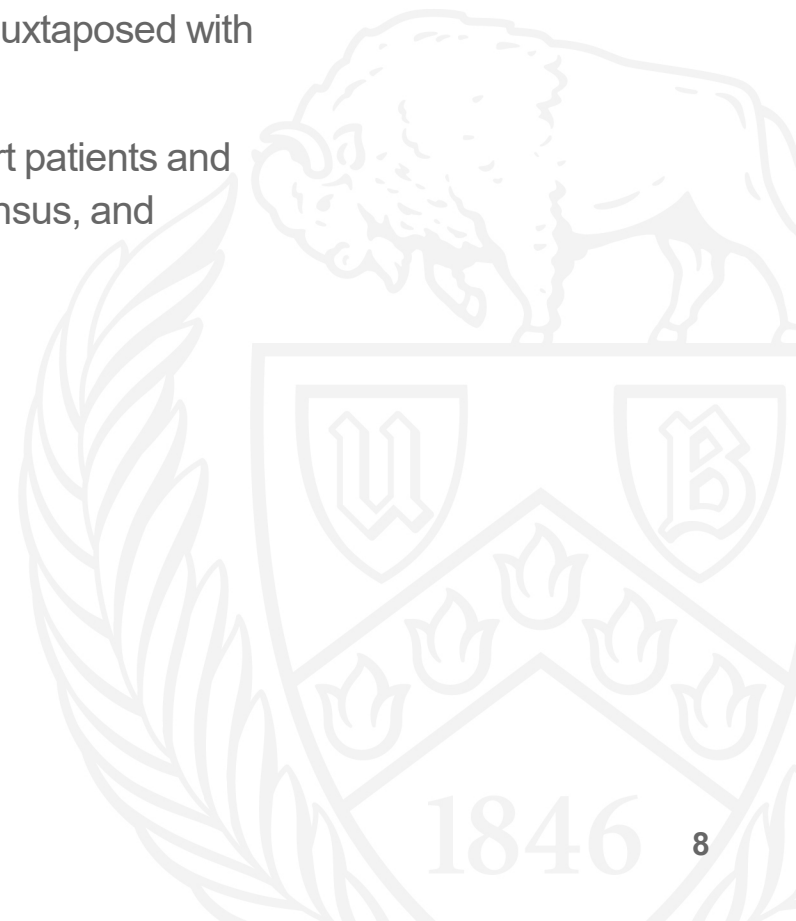 uxtaposed with
rt patients and
nsus, and
U B
1846
8